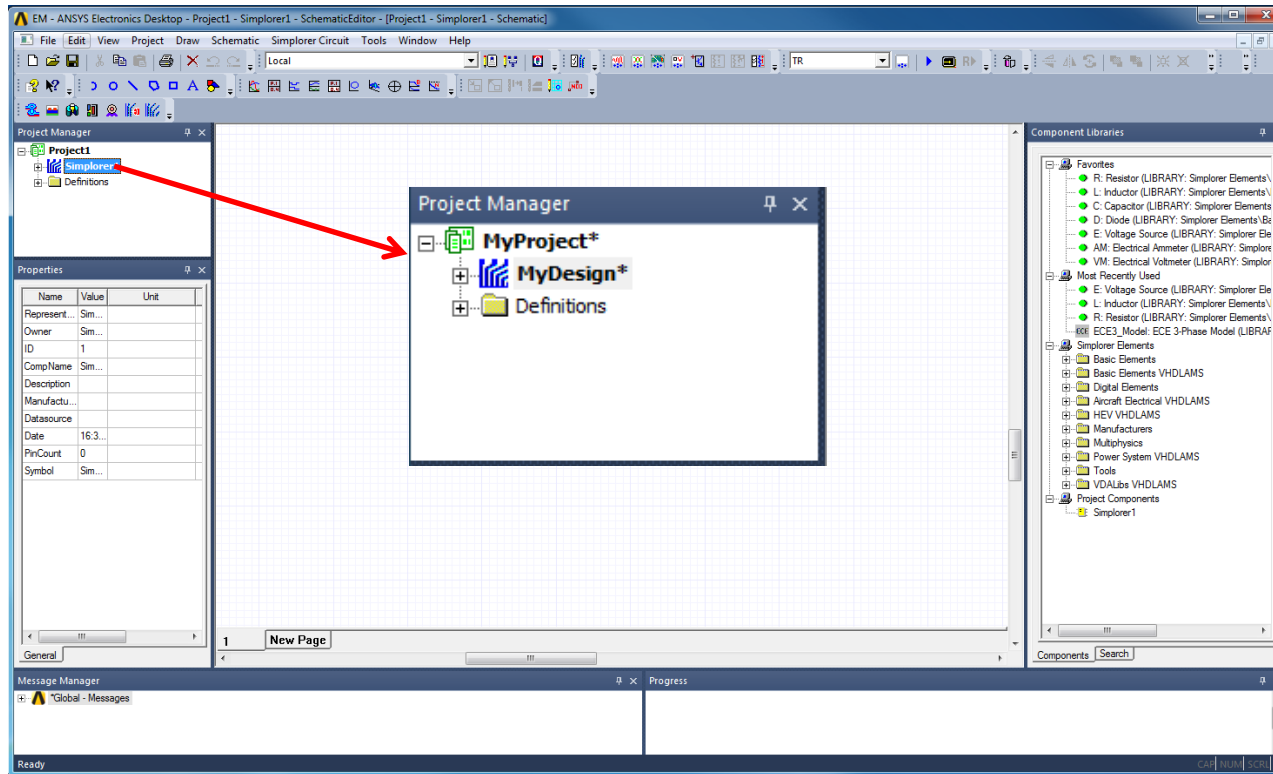 EM - ANSYS Electronics Desktop - Project1 - Simplorer1 - SchematicEditor - [Project1 - Simplorer1 - Schematic]
File Edit View Project Draw Schematic Simplorer Circuit Tools Window Help
Local
TR
Project Manager
Project1
Simplorer
Definitions
Project Manager
MyProject*
MyDesign*
Definitions
Properties
Name Value Unit
Represent... Sim...
Owner Sim...
ID 1
CompName Sim...
Description
Manufactu...
Datasource
Date 16:3...
PinCount 0
Symbol Sim...
General
1 New Page
Component Libraries
Favorites
R: Resistor (LIBRARY: Simplorer Elements\
L: Inductor (LIBRARY: Simplorer Elements\
C: Capacitor (LIBRARY: Simplorer Elements
D: Diode (LIBRARY: Simplorer Elements\Ba
E: Voltage Source (LIBRARY: Simplorer Ele
AM: Electrical Ammeter (LIBRARY: Simplore
VM: Electrical Voltmeter (LIBRARY: Simplor
Most Recently Used
E: Voltage Source (LIBRARY: Simplorer Ele
L: Inductor (LIBRARY: Simplorer Elements\
R: Resistor (LIBRARY: Simplorer Elements\
ECE ECE3_Model: ECE 3-Phase Model (LIBRAR
Simplorer Elements
Basic Elements
Basic Elements VHDLAMS
Digital Elements
Aircraft Electrical VHDLAMS
HEV VHDLAMS
Manufacturers
Multiphysics
Power System VHDLAMS
Tools
VDALibs VHDLAMS
Project Components
Simplorer1
Components Search
Message Manager
*Global - Messages
Progress
Ready
CAP NUM SCRL